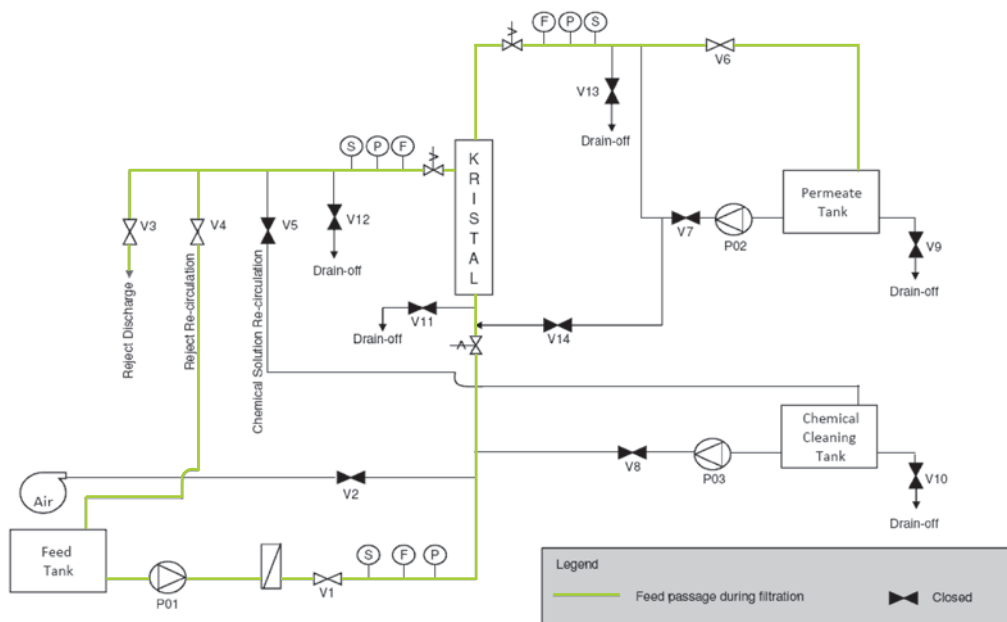 F P S
V6
V13
Drain-off
S P F
KRISTAL
Permeate
Tank
V3
V4
V5
V12
V7
P02
V9
Drain-off
Drain-off
Reject Discharge
Reject Re-circulation
Chemical Solution Re-circulation
V11
Drain-off
V14
Chemical
Cleaning
Tank
V8
P03
V10
Drain-off
Air
V2
Feed
Tank
P01
V1
S F P
Legend
Feed passage during filtration
Closed